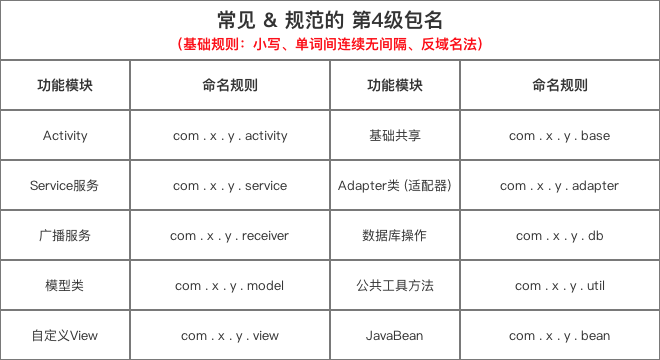 常见 & 规范的 第4级包名
(基础规则：小写、单词间连续无间隔、反域名法)
功能模块 命名规则 功能模块 命名规则
Activity com . x . y . activity 基础共享 com . x . y . base
Service服务 com . x . y . service Adapter类 (适配器) com . x . y . adapter
广播服务 com . x . y . receiver 数据库操作 com . x . y . db
模型类 com . x . y . model 公共工具方法 com . x . y . util
自定义View com . x . y . view JavaBean com . x . y . bean